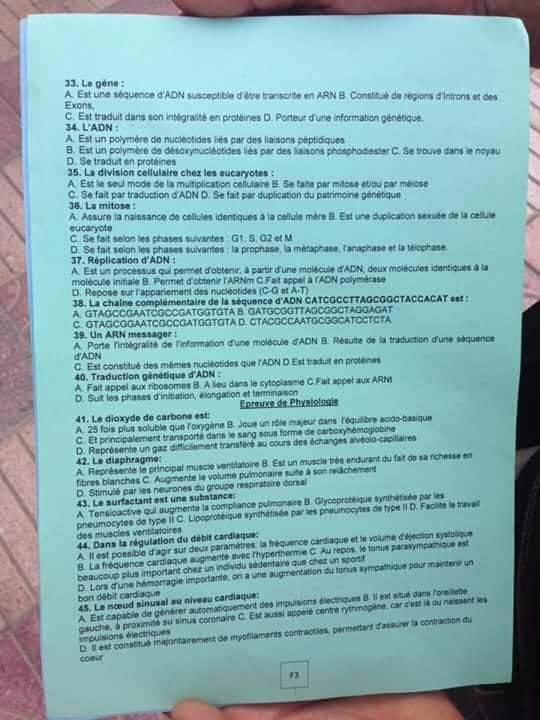 33. Le gène :
A. Est une séquence d'ADN susceptible d'être transcrite en ARN B. Constitué de régions d'Introns et des
Exons,
C. Est traduit dans son intégralité en protéines D. Porteur d'une information génétique.
34. L'ADN :
A. Est un polymère de nucléotides liés par des liaisons péptidiques
B. Est un polymère de désoxynucléotides liés par des liaisons phosphodiester C. Se trouve dans le noyau
D. Se traduit en protéines
35. La division cellulaire chez les eucaryotes :
A. Est le seul mode de la multiplication cellulaire B. Se faite par mitose et/ou par méiose
C. Se fait par traduction d'ADN D. Se fait par duplication du patrimoine génétique
36. La mitose :
A. Assure la naissance de cellules identiques à la cellule mère B. Est une duplication sexuée de la cellule
eucaryote
C. Se fait selon les phases suivantes : G1, S, G2 et M
D. Se fait selon les phases suivantes : la prophase, la métaphase, l'anaphase et la télophase.
37. Réplication d'ADN :
A. Est un processus qui permet d'obtenir, à partir d'une molécule d'ADN, deux molécules identiques à la
molécule initiale B. Permet d'obtenir l'ARNm C.Fait appel à l'ADN polymérase
D. Repose sur l'appariement des nucléotides (C-G et A-T)
38. La chaîne complémentaire de la séquence d'ADN CATCGCCTTAGCGGCTACCACAT est :
A. GTAGCCGAATCGCCGATGGTGTA B. GATGCGGTTAGCGGCTAGGAGAT
C. GTAGCGGAATCGCCGATGGTGTA D. CTACGCCAATGCGGCATCCTCTA
39. Un ARN messager :
A. Porte l'intégralité de l'information d'une molécule d'ADN B. Résulte de la traduction d'une séquence
d'ADN
C. Est constitué des mêmes nucléotides que l'ADN D.Est traduit en protéines
40. Traduction génétique d'ADN :
A. Fait appel aux ribosomes B. A lieu dans le cytoplasme C.Fait appel aux ARNt
D. Suit les phases d'initiation, élongation et terminaison
Epreuve de Physiologie
41. Le dioxyde de carbone est:
A. 25 fois plus soluble que l'oxygène B. Joue un rôle majeur dans l'équilibre acido-basique
C. Et principalement transporté dans le sang sous forme de carboxyhémoglobine
D. Représente un gaz difficilement transféré au cours des échanges alvéolo-capillaires
42. Le diaphragme:
A. Représente le principal muscle ventilatoire B. Est un muscle très endurant du fait de sa richesse en
fibres blanches C. Augmente le volume pulmonaire suite à son relâchement
D. Stimulé par les neurones du groupe respiratoire dorsal
43. Le surfactant est une substance:
A. Tensioactive qui augmente la compliance pulmonaire B. Glycoprotéique synthétisée par les
pneumocytes de type II C. Lipoprotéique synthétisée par les pneumocytes de type II D. Facilite le travail
des muscles ventilatoires
44. Dans la régulation du débit cardiaque:
A. Il est possible d'agir sur deux paramètres: la fréquence cardiaque et le volume d'éjection systolique
B. La fréquence cardiaque augmente avec l'hyperthermie C. Au repos, le tonus parasympathique est
beaucoup plus important chez un individu sédentaire que chez un sportif
D. Lors d'une hémorragie importante, on a une augmentation du tonus sympathique pour maintenir un
bon débit cardiaque
45. Le nœud sinusal au niveau cardiaque:
A. Est capable de générer automatiquement des impulsions électriques B. Il est situé dans l'oreillette
gauche, à proximité su sinus coronaire C. Est aussi appelé centre rythmogène, car c'est là ou naissent les
impulsions électriques
D. Il est constitué majoritairement de myofilaments contractiles, permettant d'assurer la contraction du
coeur
F3